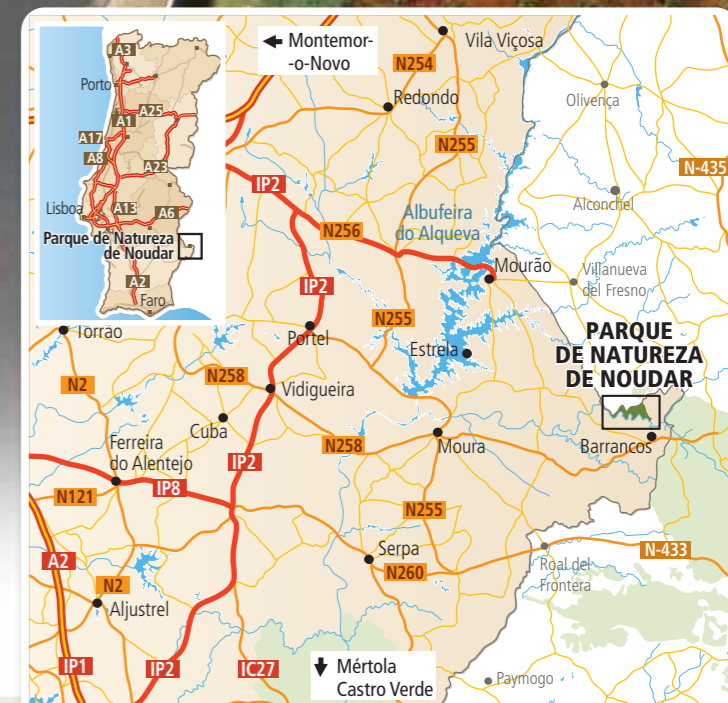 A3
Porto
A25
A1
A17
A8
A23
Lisboa
A13
A6
Parque de Natureza
de Noudar
A2
Faro
Montemor-
-o-Novo
Vila Viçosa
N254
Redondo
Olivença
N255
N-435
IP2
Alconchel
Albufeira
do Alqueva
N256
Mourão
Villanueva
del Fresno
IP2
N255
Torrão
Portel
Estrela
PARQUE
DE NATUREZA
DE NOUDAR
N2
N258
Vidigueira
Cuba
Ferreira
do Alentejo
N258
Moura
Barrancos
IP2
IP8
N121
N255
A2
Serpa
N-433
Roal del
Frontera
N260
N2
Aljustrel
IP1
IP2
IC27
Mértola
Castro Verde
Paymogo